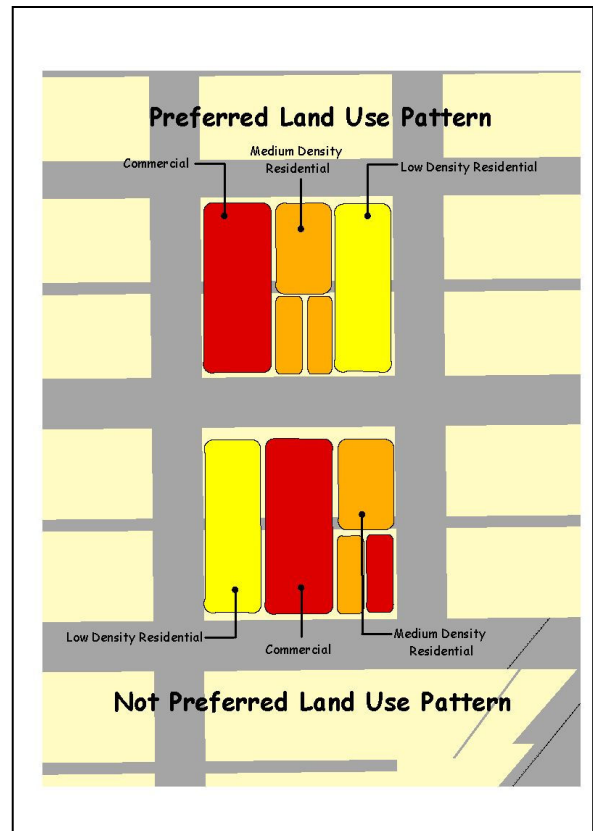 Preferred Land Use Pattern
Medium Density
Residential
Commercial
Low Density Residential
Low Density Residential
Commercial
Medium Density
Residential
Not Preferred Land Use Pattern